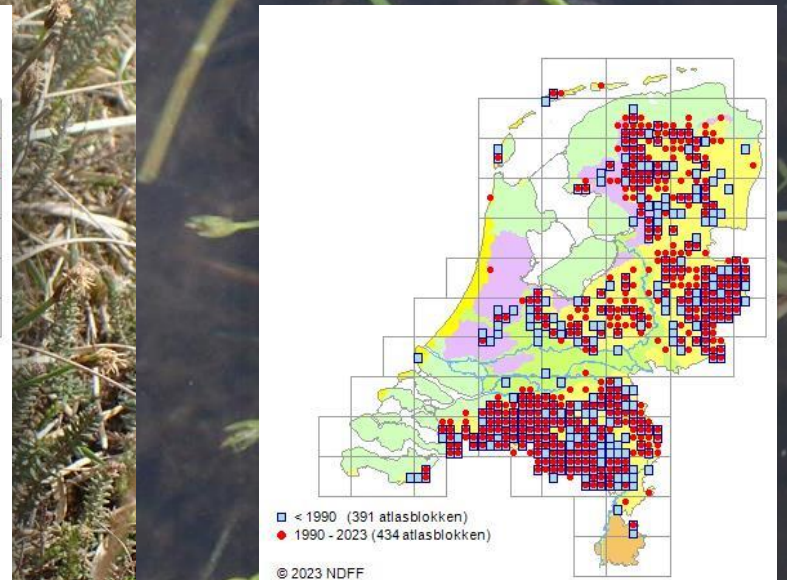 < 1990 (391 atlasblokken)
1990 - 2023 (434 atlasblokken)
© 2023 NDFF